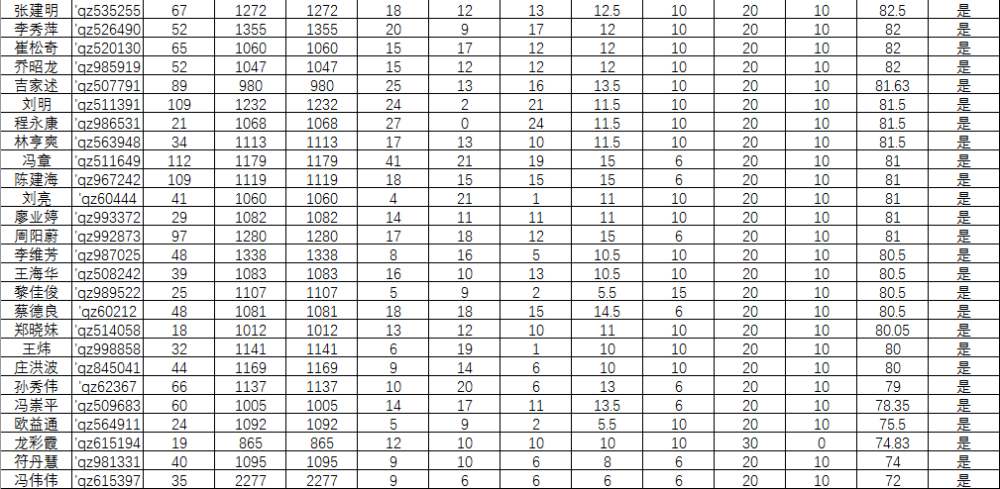 张建明 'qz535255 67 1272 1272 18 12 13 12.5 10 20 10 82.5 是
李秀萍 'qz526490 52 1355 1355 20 9 17 12 10 20 10 82 是
崔松奇 'qz520130 65 1060 1060 15 17 12 12 10 20 10 82 是
乔昭龙 'qz985919 52 1047 1047 15 12 12 12 10 20 10 82 是
吉家述 'qz507791 89 980 980 25 13 16 13.5 10 20 10 81.63 是
刘明 'qz511391 109 1232 1232 24 2 21 11.5 10 20 10 81.5 是
程永康 'qz986531 21 1068 1068 27 0 24 11.5 10 20 10 81.5 是
林亨爽 'qz563948 34 1113 1113 17 13 10 11.5 10 20 10 81.5 是
冯章 'qz511649 112 1179 1179 41 21 19 15 6 20 10 81 是
陈建海 'qz967242 109 1119 1119 18 15 15 15 6 20 10 81 是
刘亮 'qz60444 41 1060 1060 4 21 1 11 10 20 10 81 是
廖业婷 'qz993372 29 1082 1082 14 11 11 11 10 20 10 81 是
周阳蔚 'qz992873 97 1280 1280 17 18 12 15 6 20 10 81 是
李维芳 'qz987025 48 1338 1338 8 16 5 10.5 10 20 10 80.5 是
王海华 'qz508242 39 1083 1083 16 10 13 10.5 10 20 10 80.5 是
黎佳俊 'qz989522 25 1107 1107 5 9 2 5.5 15 20 10 80.5 是
蔡德良 'qz60212 48 1081 1081 18 18 15 14.5 6 20 10 80.5 是
郑晓妹 'qz514058 18 1012 1012 13 12 10 11 10 20 10 80.05 是
王炜 'qz998858 32 1141 1141 6 19 1 10 10 20 10 80 是
庄洪波 'qz845041 44 1169 1169 9 14 6 10 10 20 10 80 是
孙秀伟 'qz62367 66 1137 1137 10 20 6 13 6 20 10 79 是
冯崇平 'qz509683 60 1005 1005 14 17 11 13.5 6 20 10 78.35 是
欧益通 'qz564911 24 1092 1092 5 9 2 5.5 10 20 10 75.5 是
龙彩霞 'qz615194 19 865 865 12 10 10 10 10 30 0 74.83 是
符丹慧 'qz981331 40 1095 1095 9 10 6 8 6 20 10 74 是
冯伟伟 'qz615397 35 2277 2277 9 6 6 6 6 20 10 72 是